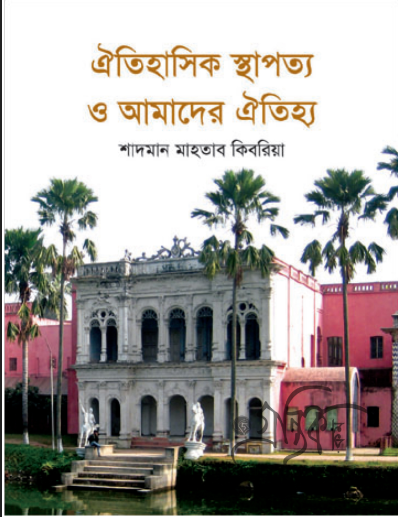 ঐতিহাসিক স্থাপত্য
ও আমাদের ঐতিহ্য
শাদমান মাহতাব কিবরিয়া